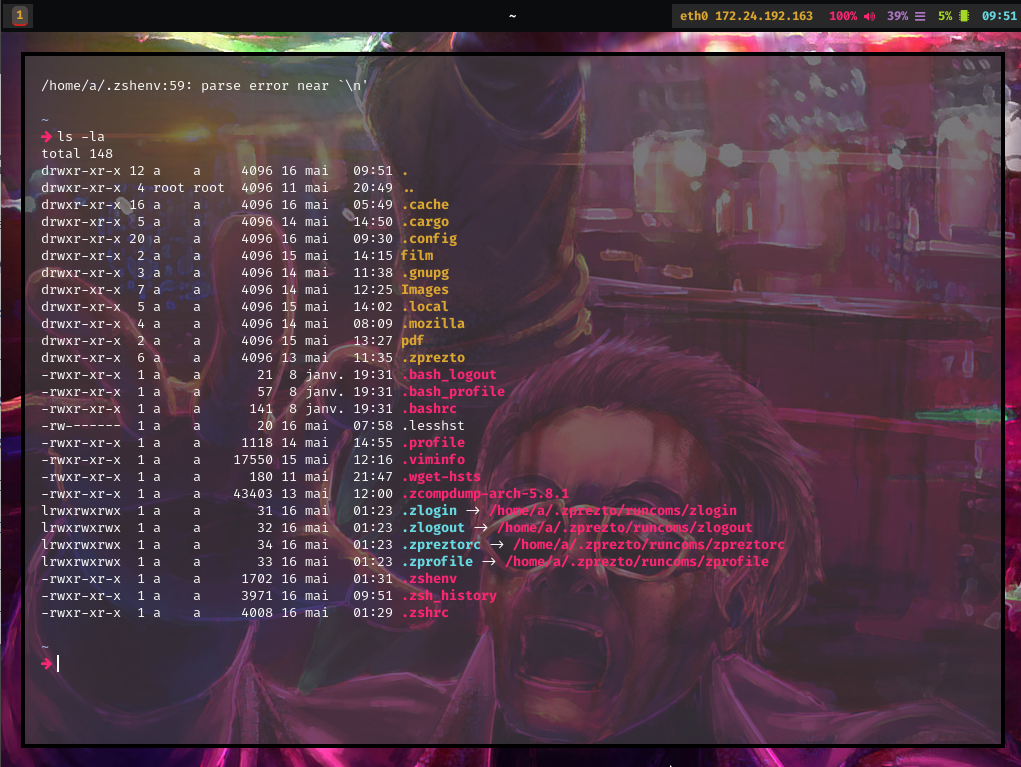 1
~
eth0 172.24.192.163 100% 39% 5% 09:51
/home/a/.zshenv:59: parse error near `\n'
~
➜ ls -la
total 148
drwxr-xr-x 12 a    a     4096 16 mai   09:51 .
drwxr-xr-x  4 root root  4096 11 mai   20:49 ..
drwxr-xr-x 16 a    a     4096 16 mai   05:49 .cache
drwxr-xr-x  5 a    a     4096 14 mai   14:50 .cargo
drwxr-xr-x 20 a    a     4096 16 mai   09:30 .config
drwxr-xr-x  2 a    a     4096 15 mai   14:15 film
drwxr-xr-x  3 a    a     4096 14 mai   11:38 .gnupg
drwxr-xr-x  7 a    a     4096 14 mai   12:25 Images
drwxr-xr-x  5 a    a     4096 15 mai   14:02 .local
drwxr-xr-x  4 a    a     4096 14 mai   08:09 .mozilla
drwxr-xr-x  2 a    a     4096 15 mai   13:27 pdf
drwxr-xr-x  6 a    a     4096 13 mai   11:35 .zprezto
-rwxr-xr-x  1 a    a       21  8 janv. 19:31 .bash_logout
-rwxr-xr-x  1 a    a       57  8 janv. 19:31 .bash_profile
-rwxr-xr-x  1 a    a      141  8 janv. 19:31 .bashrc
-rw-------  1 a    a       20 16 mai   07:58 .lesshst
-rwxr-xr-x  1 a    a     1118 14 mai   14:55 .profile
-rwxr-xr-x  1 a    a    17550 15 mai   12:16 .viminfo
-rwxr-xr-x  1 a    a      180 11 mai   21:47 .wget-hsts
-rwxr-xr-x  1 a    a    43403 13 mai   12:00 .zcompdump-arch-5.8.1
lrwxrwxrwx  1 a    a       31 16 mai   01:23 .zlogin -> /home/a/.zprezto/runcoms/zlogin
lrwxrwxrwx  1 a    a       32 16 mai   01:23 .zlogout -> /home/a/.zprezto/runcoms/zlogout
lrwxrwxrwx  1 a    a       34 16 mai   01:23 .zpreztorc -> /home/a/.zprezto/runcoms/zpreztorc
lrwxrwxrwx  1 a    a       33 16 mai   01:23 .zprofile -> /home/a/.zprezto/runcoms/zprofile
-rwxr-xr-x  1 a    a     1702 16 mai   01:31 .zshenv
-rwxr-xr-x  1 a    a     3971 16 mai   09:51 .zsh_history
-rwxr-xr-x  1 a    a     4008 16 mai   01:29 .zshrc
~
➜